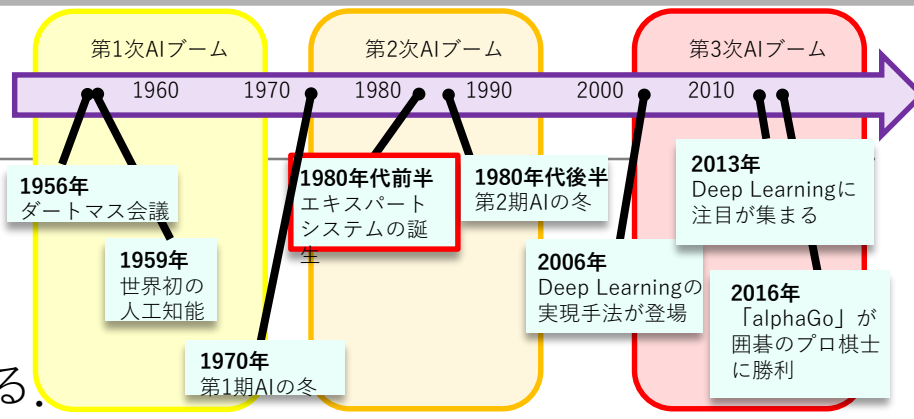 第1次AIブーム
第2次AIブーム
第3次AIブーム
1960
1970
1980
1990
2000
2010
1956年
ダートマス会議
1959年
世界初の
人工知能
1970年
第1期AIの冬
1980年代前半
エキスパート
システムの誕
生
1980年代後半
第2期AIの冬
2006年
Deep Learningの
実現手法が登場
2013年
Deep Learningに
注目が集まる
2016年
「alphaGo」が
囲碁のプロ棋士
に勝利
る.